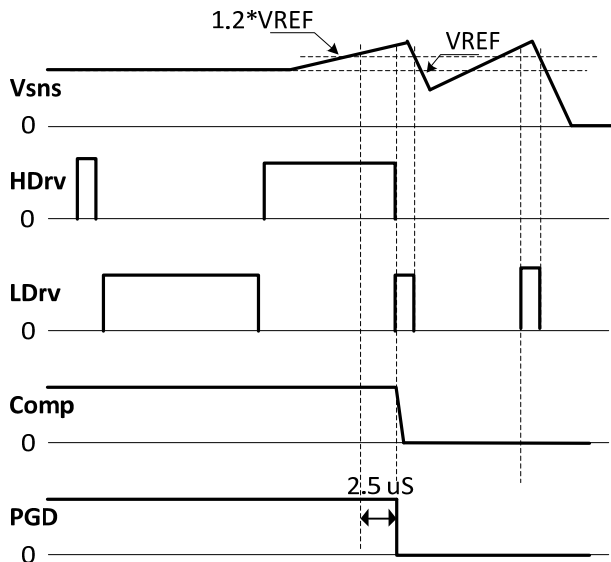 1.2*VREF
VREF
Vsns
0
HDrv
0
LDrv
0
Comp
0
2.5 uS
PGD
0